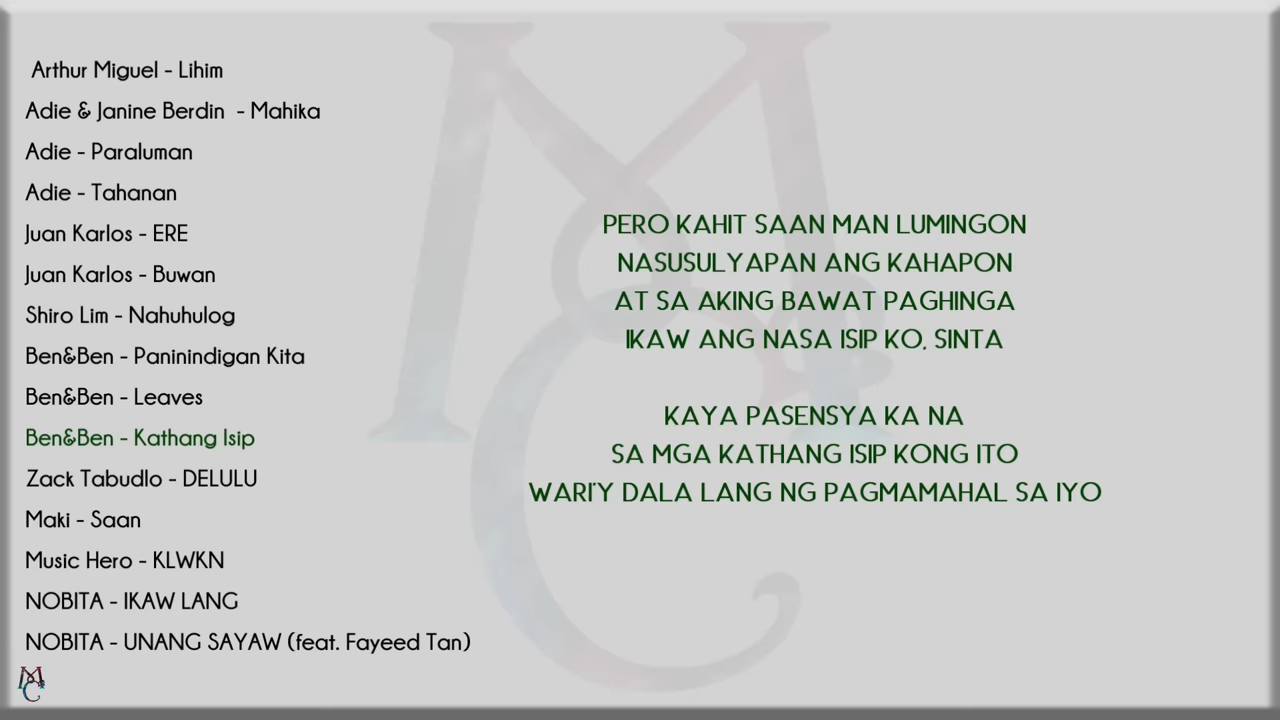 Arthur Miguel - Lihim
Adie & Janine Berdin - Mahika
Adie - Paraluman
Adie - Tahanan
Juan Karlos - ERE
Juan Karlos - Buwan
Shiro Lim - Nahuhulog
Ben&Ben - Paninindigan Kita
Ben&Ben - Leaves
Ben&Ben - Kathang Isip
Zack Tabudlo - DELULU
Maki - Saan
Music Hero - KLWKN
NOBITA - IKAW LANG
NOBITA - UNANG SAYAW (feat. Fayeed Tan)
MC
PERO KAHIT SAAN MAN LUMINGON
NASUSULYAPAN ANG KAHAPON
AT SA AKING BAWAT PAGHINGA
IKAW ANG NASA ISIP KO, SINTA
KAYA PASENSYA KA NA
SA MGA KATHANG ISIP KONG ITO
WARI'Y DALA LANG NG PAGMAMAHAL SA IYO